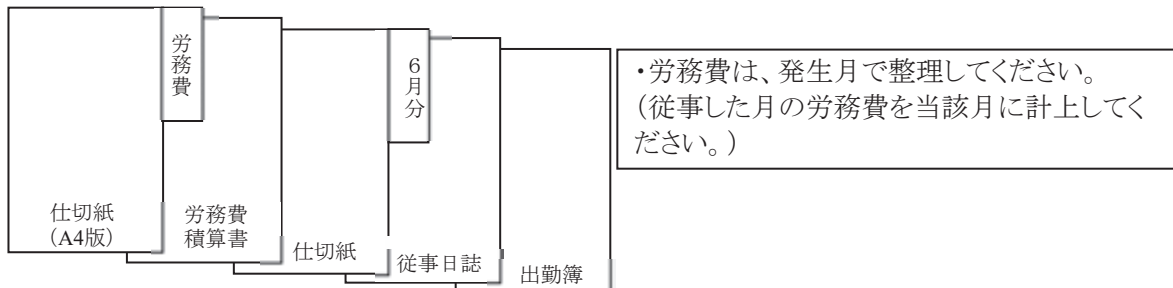 労務費
6月分
仕切紙
(A4版)
労務費
積算書
仕切紙
従事日誌
出勤簿
・労務費は、発生月で整理してください。
(従事した月の労務費を当該月に計上してく
ださい。)